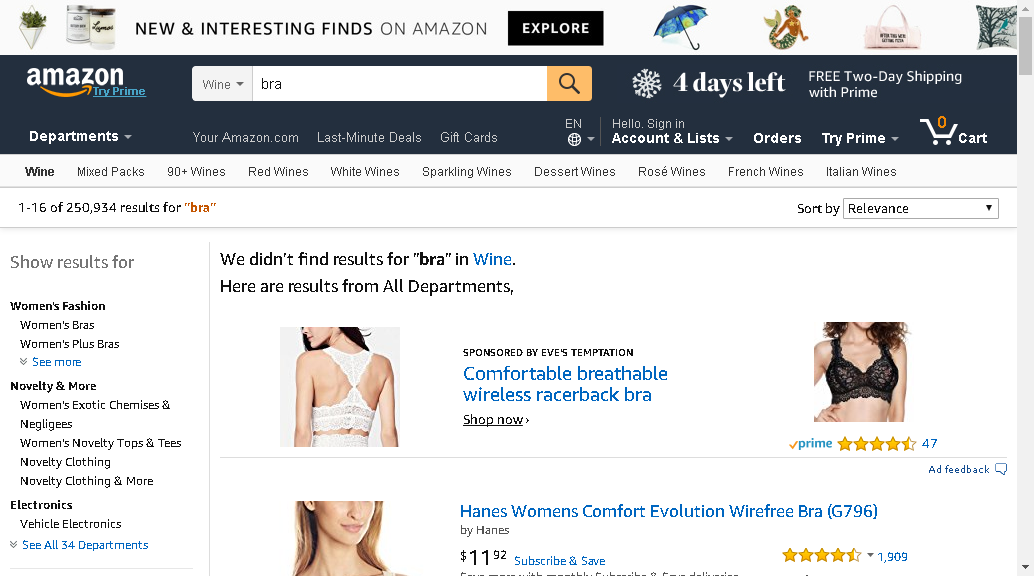 NEW & INTERESTING FINDS ON AMAZON EXPLORE
amazon
Try Prime
Wine
bra
4 days left
FREE Two-Day Shipping
with Prime
Departments
Your Amazon.com Last-Minute Deals Gift Cards
EN
Hello. Sign in
Account & Lists
Orders
Try Prime
0
Cart
Wine Mixed Packs 90+ Wines Red Wines White Wines Sparkling Wines Dessert Wines Rosé Wines French Wines Italian Wines
1-16 of 250,934 results for "bra"
Sort by Relevance
Show results for
Women's Fashion
Women's Bras
Women's Plus Bras
See more
Novelty & More
Women's Exotic Chemises &
Negligees
Women's Novelty Tops & Tees
Novelty Clothing
Novelty Clothing & More
Electronics
Vehicle Electronics
See All 34 Departments
We didn't find results for "bra" in Wine.
Here are results from All Departments,
SPONSORED BY EVE'S TEMPTATION
Comfortable breathable
wireless racerback bra
Shop now ›
prime 47
Ad feedback
Hanes Womens Comfort Evolution Wirefree Bra (G796)
by Hanes
$11 92 Subscribe & Save
1,909